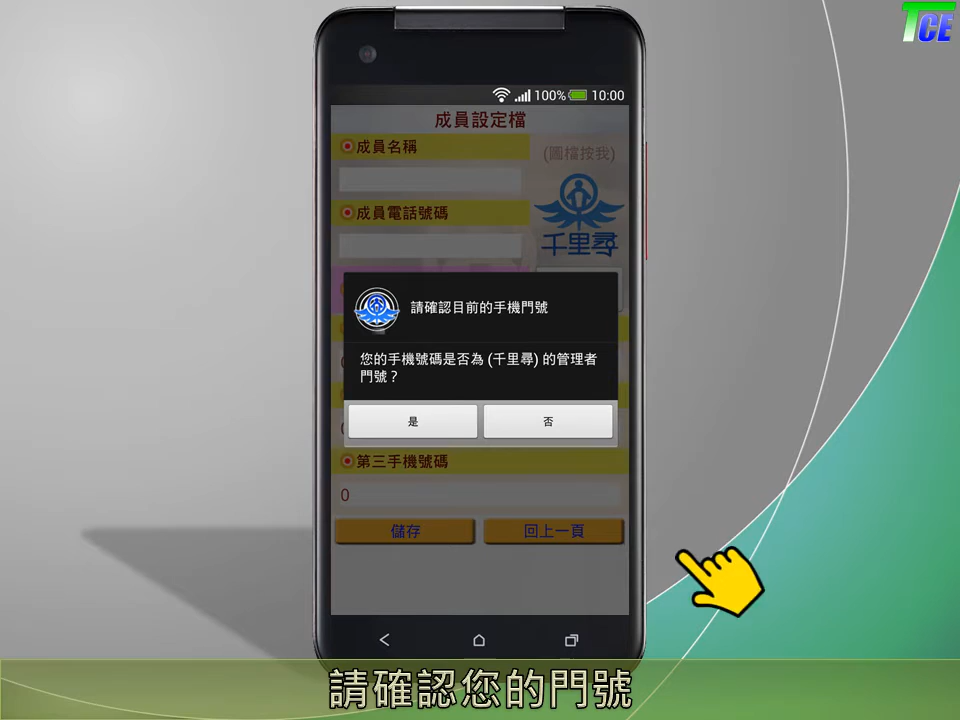 TCE
100% 10:00
成員設定檔
成員名稱
(圖檔按我)
成員電話號碼
千里尋
請確認目前的手機門號
您的手機號碼是否為 (千里尋) 的管理者
門號？
是 否
第三手機號碼
0
儲存 回上一頁
請確認您的門號